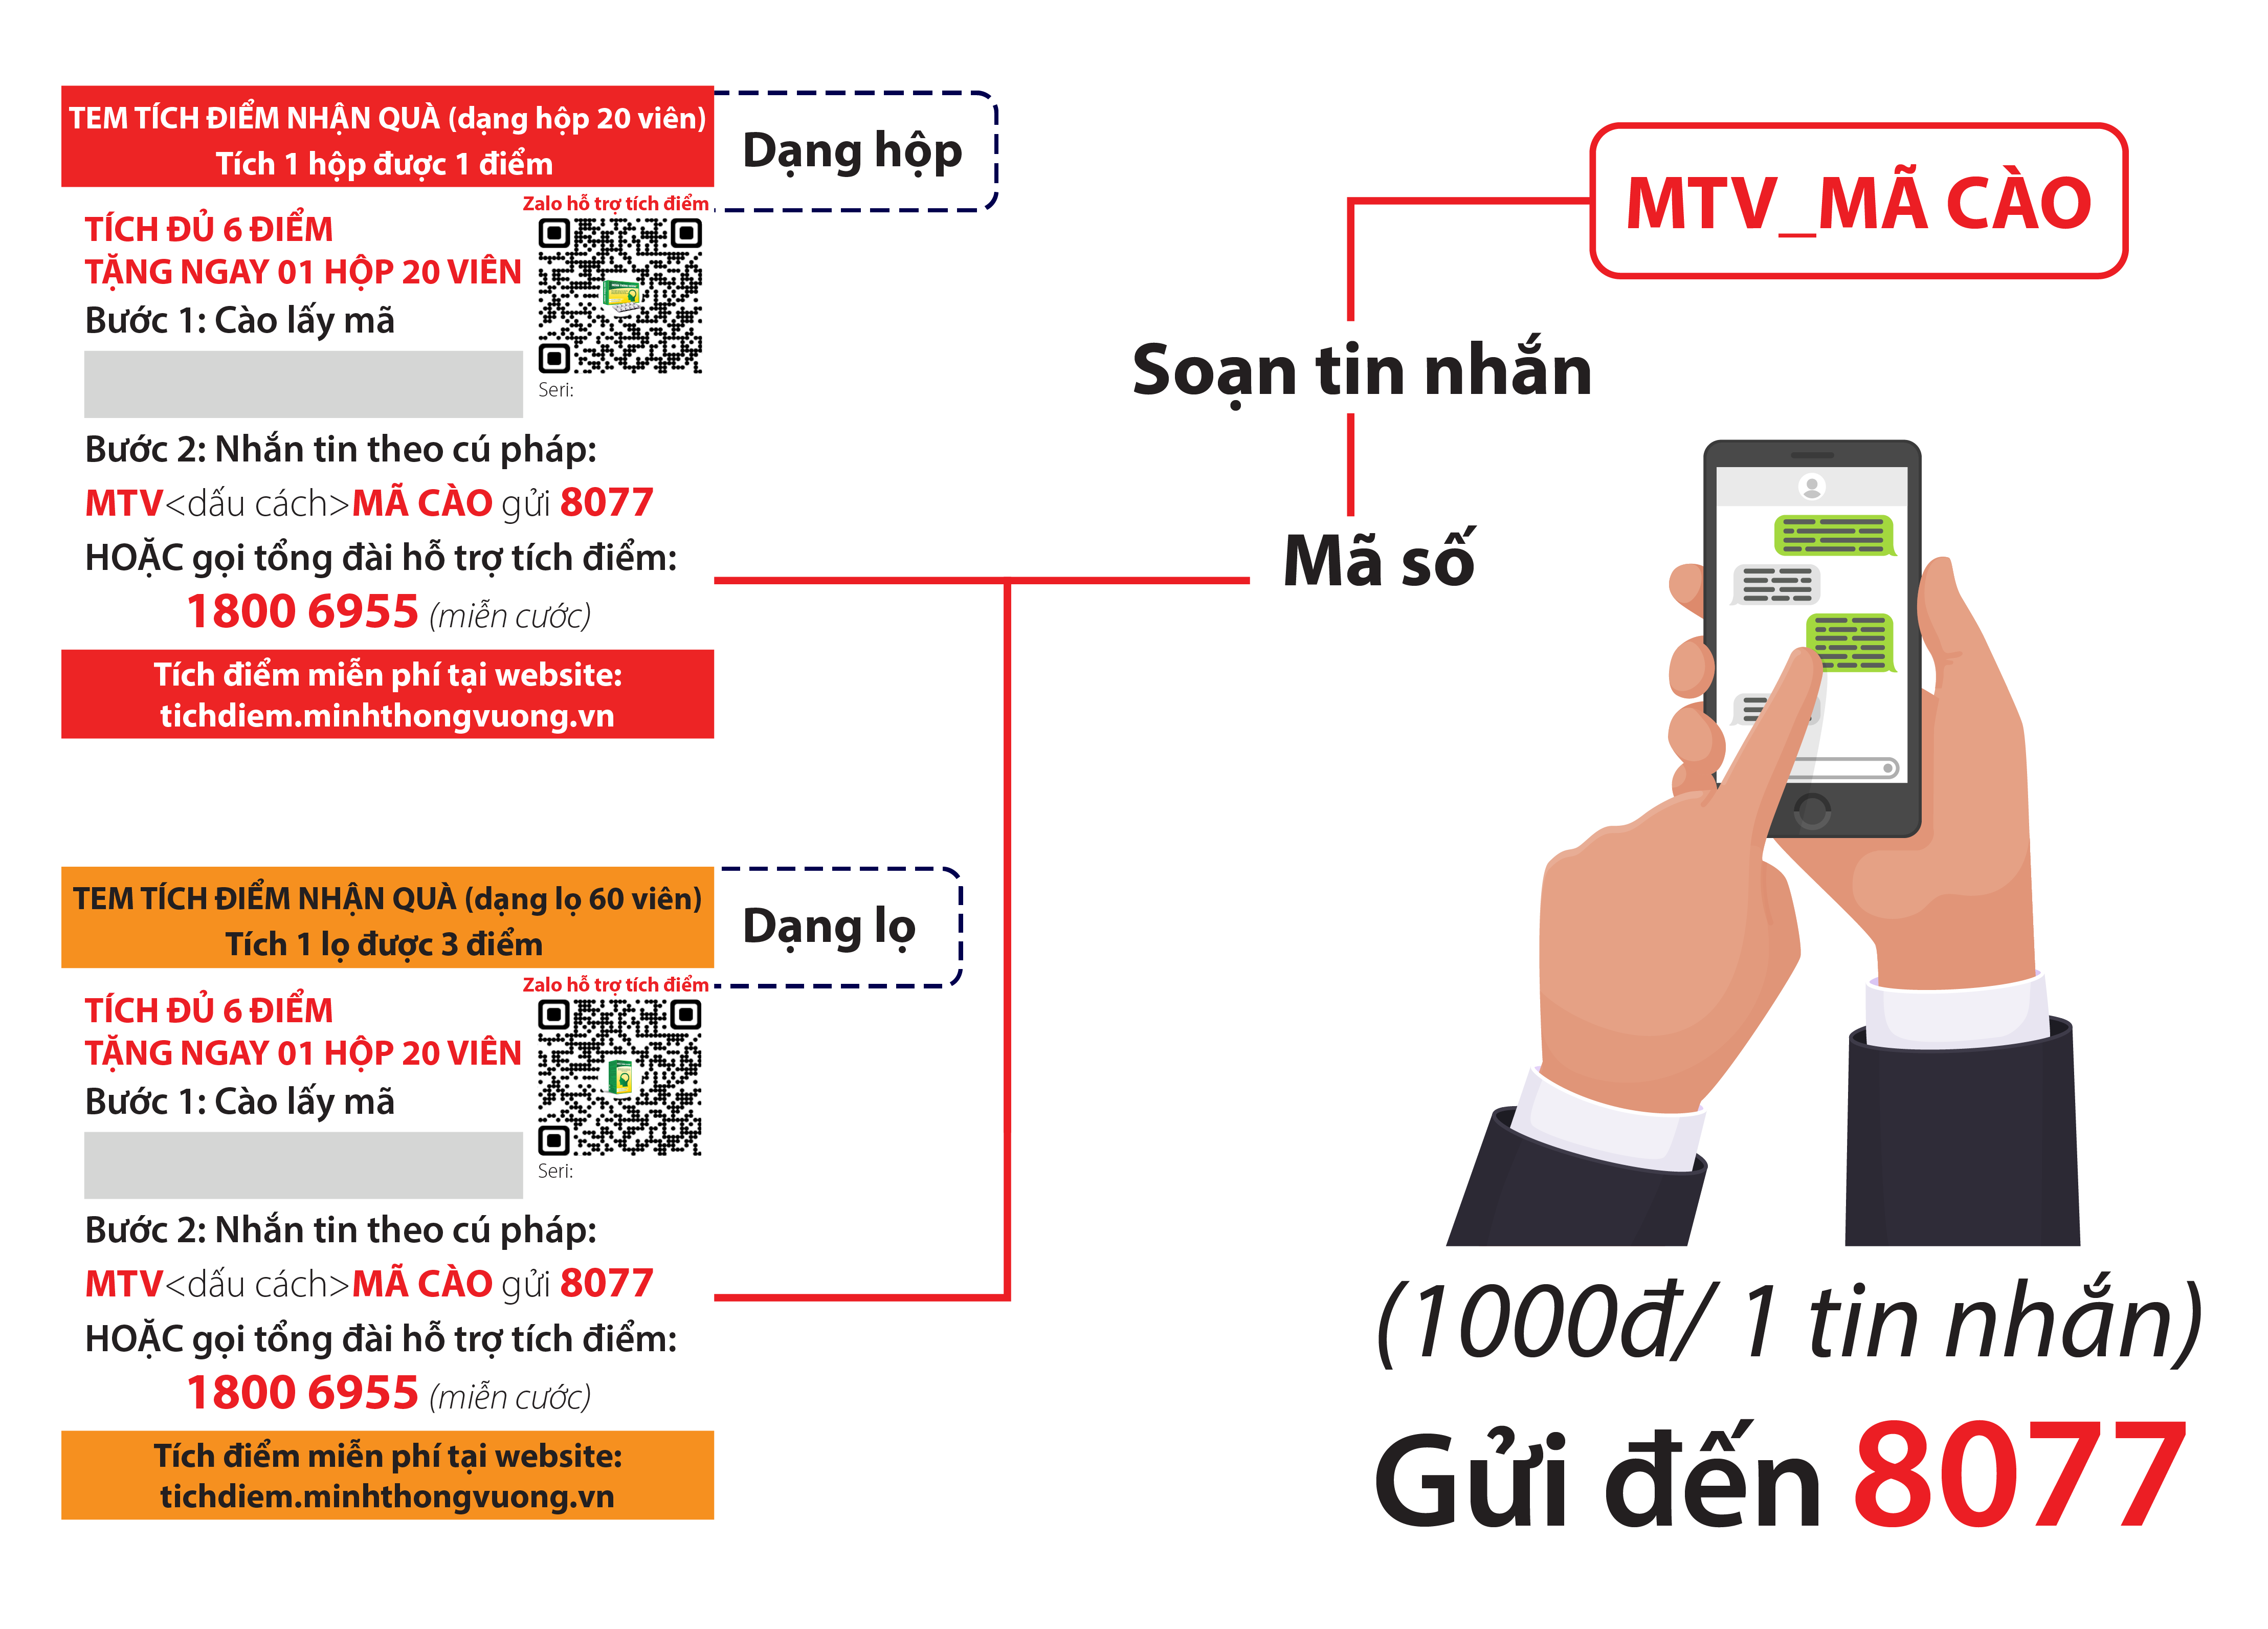 TEM TÍCH ĐIỂM NHẬN QUÀ (dạng hộp 20 viên)
Tích 1 hộp được 1 điểm
Dạng hộp
Zalo hỗ trợ tích điểm
TÍCH ĐỦ 6 ĐIỂM
TẶNG NGAY 01 HỘP 20 VIÊN
Bước 1: Cào lấy mã
Seri:
Bước 2: Nhắn tin theo cú pháp:
MTV<dấu cách>MÃ CÀO gửi 8077
HOẶC gọi tổng đài hỗ trợ tích điểm:
1800 6955 (miễn cước)
Tích điểm miễn phí tại website:
tichdiem.minhthongvuong.vn
TEM TÍCH ĐIỂM NHẬN QUÀ (dạng lọ 60 viên)
Tích 1 lọ được 3 điểm
Dạng lọ
Zalo hỗ trợ tích điểm
TÍCH ĐỦ 6 ĐIỂM
TẶNG NGAY 01 HỘP 20 VIÊN
Bước 1: Cào lấy mã
Seri:
Bước 2: Nhắn tin theo cú pháp:
MTV<dấu cách>MÃ CÀO gửi 8077
HOẶC gọi tổng đài hỗ trợ tích điểm:
1800 6955 (miễn cước)
Tích điểm miễn phí tại website:
tichdiem.minhthongvuong.vn
MTV_MÃ CÀO
Soạn tin nhắn
Mã số
(1000đ/ 1 tin nhắn)
Gửi đến 8077